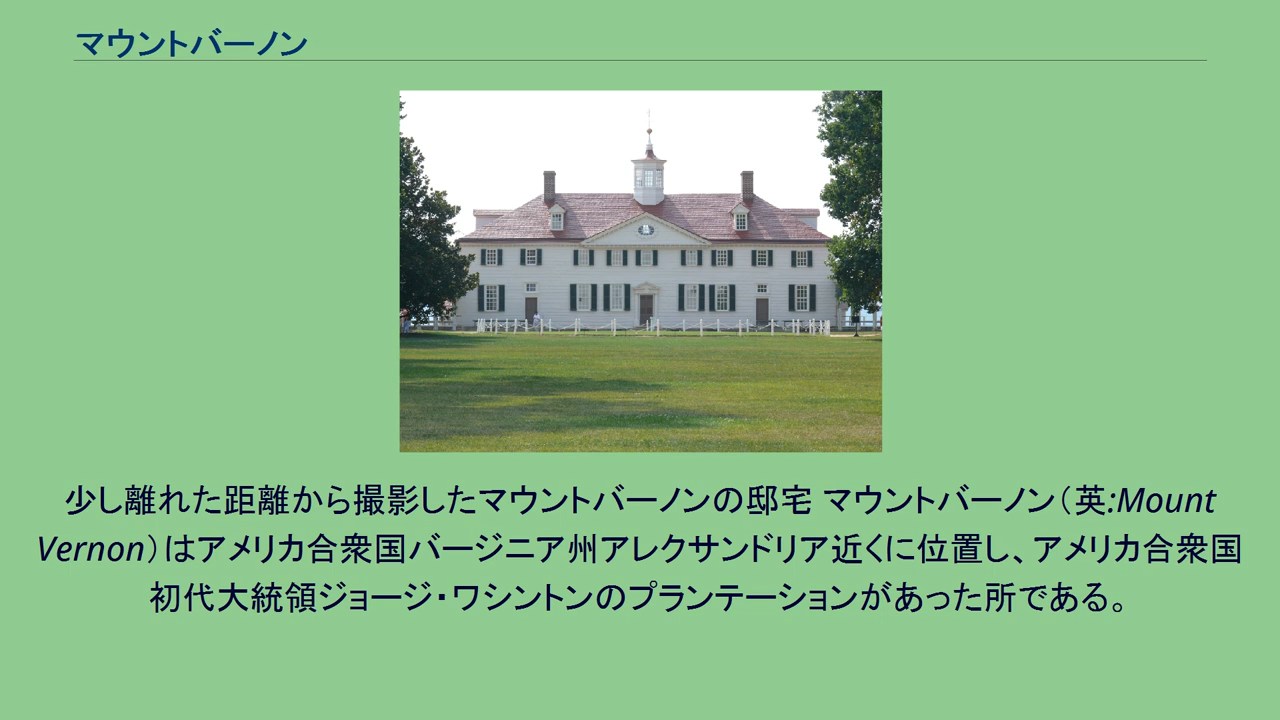 マウントバーノン
少し離れた距離から撮影したマウントバーノンの邸宅 マウントバーノン（英:Mount
Vernon）はアメリカ合衆国バージニア州アレクサンドリア近くに位置し、アメリカ合衆国
初代大統領ジョージ・ワシントンのプランテーションがあった所である。